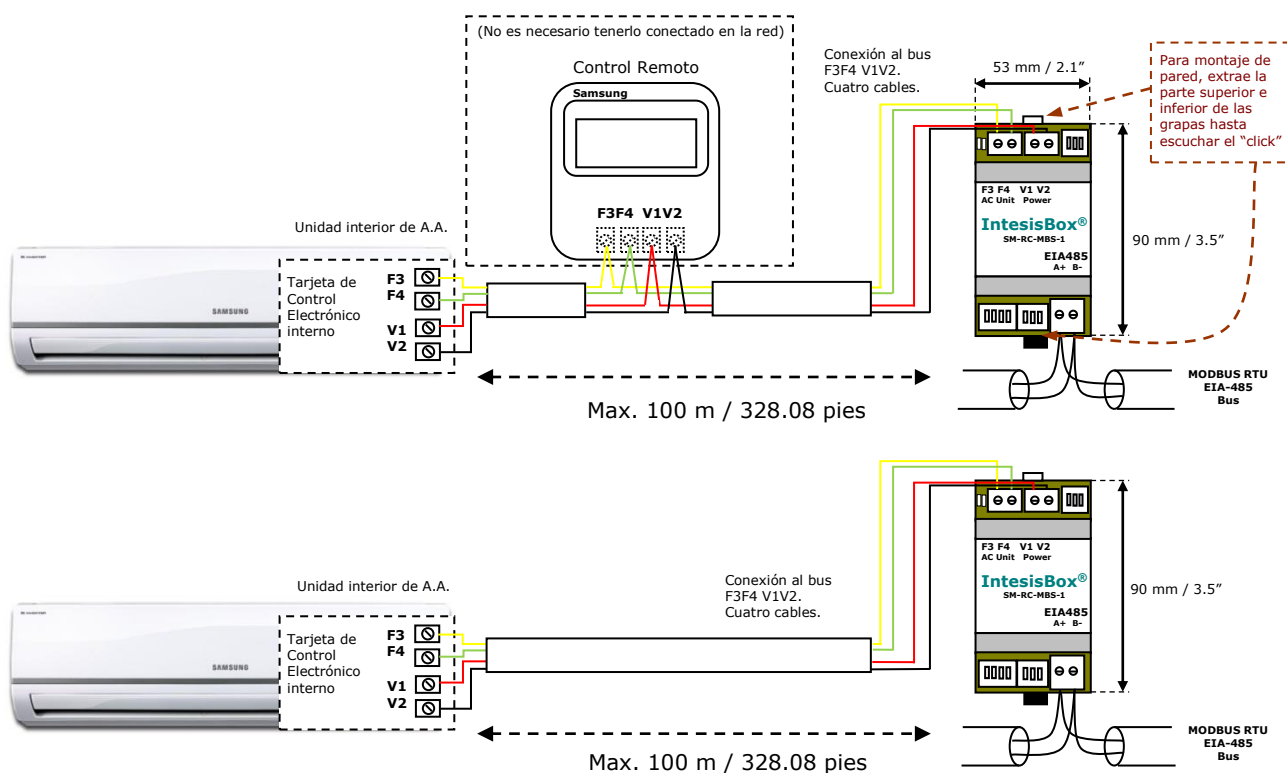 (No es necesario tenerlo conectado en la red)
Control Remoto
Samsung
F3F4 V1V2
Conexión al bus
F3F4 V1V2.
Cuatro cables.
53 mm / 2.1”
Para montaje de
pared, extrae la
parte superior e
inferior de las
grapas hasta
escuchar el “click”
Unidad interior de A.A.
Tarjeta de
Control
Electrónico
interno
F3
F4
V1
V2
SAMSUNG
F3 F4 V1 V2
AC Unit Power
IntesisBox®
SM-RC-MBS-1
EIA485
A+ B-
90 mm / 3.5”
MODBUS RTU
EIA-485
Bus
Max. 100 m / 328.08 pies
Unidad interior de A.A.
Tarjeta de
Control
Electrónico
interno
F3
F4
V1
V2
SAMSUNG
Conexión al bus
F3F4 V1V2.
Cuatro cables.
F3 F4 V1 V2
AC Unit Power
IntesisBox®
SM-RC-MBS-1
EIA485
A+ B-
90 mm / 3.5”
MODBUS RTU
EIA-485
Bus
Max. 100 m / 328.08 pies